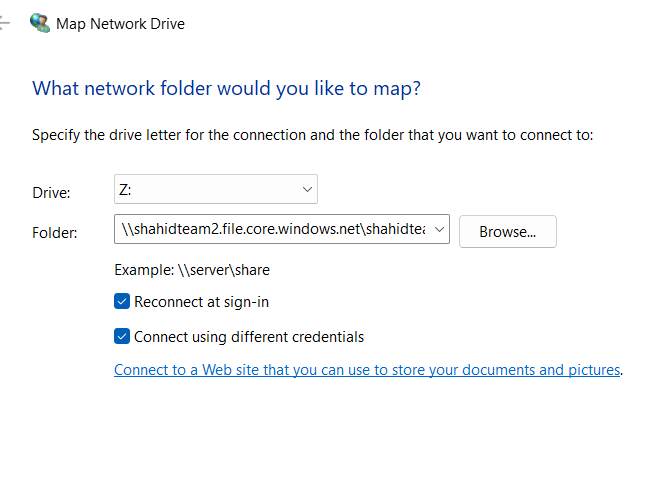 Map Network Drive
What network folder would you like to map?
Specify the drive letter for the connection and the folder that you want to connect to:
Drive: Z:
Folder: \\shahidteam2.file.core.windows.net\shahidtea Browse...
Example: \\server\share
Reconnect at sign-in
Connect using different credentials
Connect to a Web site that you can use to store your documents and pictures.